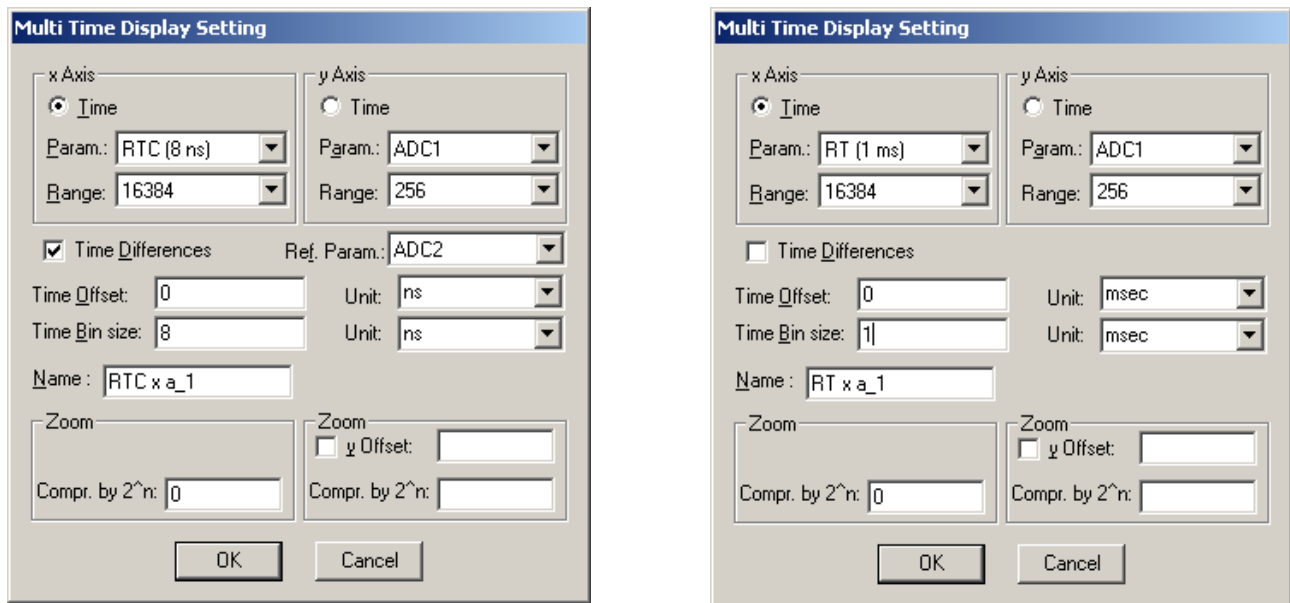 Multi Time Display Setting
x Axis
y Axis
Time
Time
Param.: RTC (8 ns)
Param.: ADC1
Range: 16384
Range: 256
Time Differences
Ref. Param.: ADC2
Time Offset: 0
Unit: ns
Time Bin size: 8
Unit: ns
Name : RTC x a_1
Zoom
Zoom
y Offset:
Compr. by 2^n: 0
Compr. by 2^n:
OK
Cancel
Multi Time Display Setting
x Axis
y Axis
Time
Time
Param.: RT (1 ms)
Param.: ADC1
Range: 16384
Range: 256
Time Differences
Time Offset: 0
Unit: msec
Time Bin size: 1
Unit: msec
Name : RT x a_1
Zoom
Zoom
y Offset:
Compr. by 2^n: 0
Compr. by 2^n:
OK
Cancel